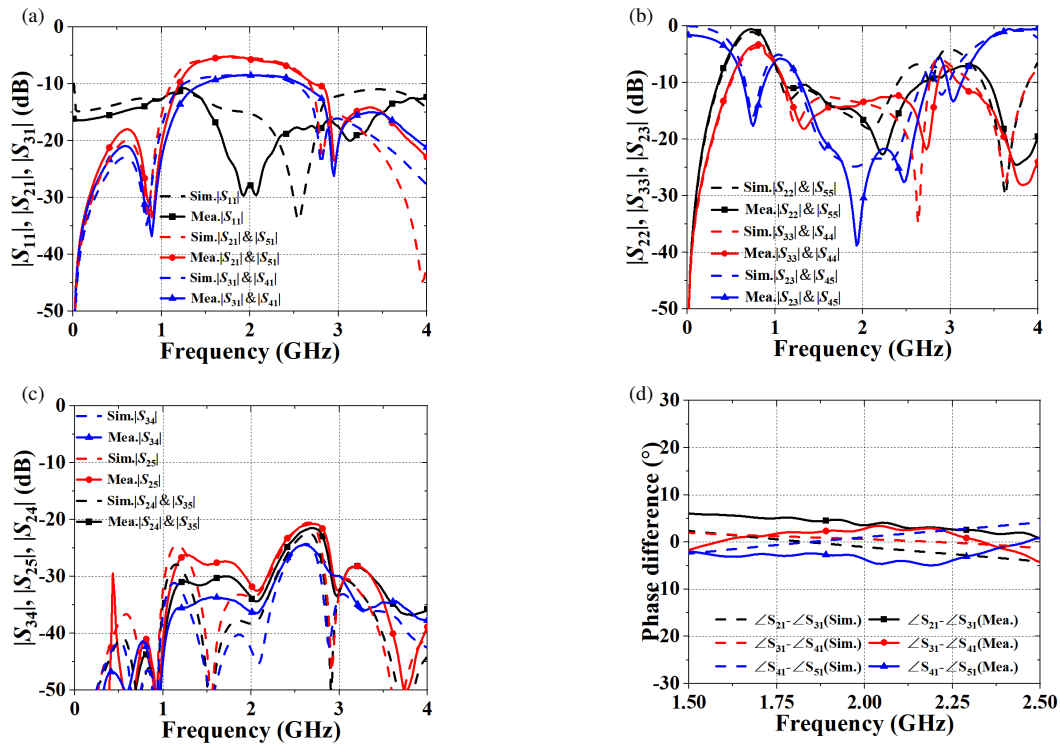 (a)
0
-10
-20
-30
-40
-50
|S11|, |S21|, |S31| (dB)
Sim.|S11|
Mea.|S11|
Sim.|S21|&|S51|
Mea.|S21|&|S51|
Sim.|S31|&|S41|
Mea.|S31|&|S41|
0 1 2 3 4
Frequency (GHz)
(b)
0
-10
-20
-30
-40
-50
|S22|, |S33|, |S23| (dB)
Sim.|S22|&|S55|
Mea.|S22|&|S55|
Sim.|S33|&|S44|
Mea.|S33|&|S44|
Sim.|S23|&|S45|
Mea.|S23|&|S45|
0 1 2 3 4
Frequency (GHz)
(c)
0
-10
-20
-30
-40
-50
|S34|, |S25|, |S24| (dB)
Sim.|S34|
Mea.|S34|
Sim.|S25|
Mea.|S25|
Sim.|S24|&|S35|
Mea.|S24|&|S35|
0 1 2 3 4
Frequency (GHz)
(d)
30
20
10
0
-10
-20
-30
Phase difference (°)
∠S21-∠S31(Sim.) ∠S21-∠S31(Mea.)
∠S31-∠S41(Sim.) ∠S31-∠S41(Mea.)
∠S41-∠S51(Sim.) ∠S41-∠S51(Mea.)
1.50 1.75 2.00 2.25 2.50
Frequency (GHz)